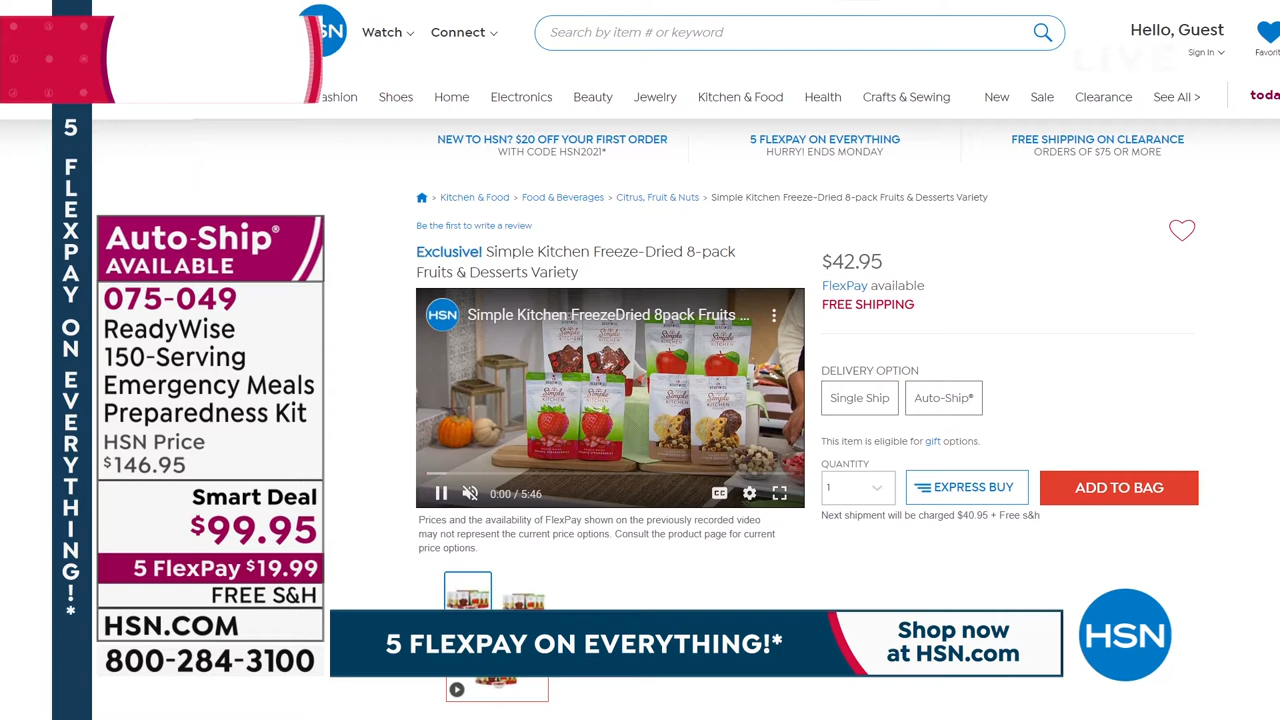 HSN
Watch
Connect
Search by item # or keyword
Hello, Guest
Sign In
LIVE
Shoes
Home
Electronics
Beauty
Jewelry
Kitchen & Food
Health
Crafts & Sewing
New
Sale
Clearance
See All >
5 FLEXPAY ON EVERYTHING!*
NEW TO HSN? $20 OFF YOUR FIRST ORDER
WITH CODE HSN2021*
5 FLEXPAY ON EVERYTHING
HURRY! ENDS MONDAY
FREE SHIPPING ON CLEARANCE
ORDERS OF $75 OR MORE
> Kitchen & Food > Food & Beverages > Citrus, Fruit & Nuts > Simple Kitchen Freeze-Dried 8-pack Fruits & Desserts Variety
Be the first to write a review
Exclusive! Simple Kitchen Freeze-Dried 8-pack
Fruits & Desserts Variety
HSN
Simple Kitchen FreezeDried 8pack Fruits ...
Simple
KITCHEN
Simple
KITCHEN
Simple
KITCHEN
Simple
KITCHEN
0:00 / 5:46
CC
Prices and the availability of FlexPay shown on the previously recorded video
may not represent the current price options. Consult the product page for current
price options.
$42.95
FlexPay available
FREE SHIPPING
DELIVERY OPTION
Single Ship
Auto-Ship®
This item is eligible for gift options.
QUANTITY
1
EXPRESS BUY
ADD TO BAG
Next shipment will be charged $40.95 + Free s&h
Auto-Ship®
AVAILABLE
075-049
ReadyWise
150-Serving
Emergency Meals
Preparedness Kit
HSN Price
$146.95
Smart Deal
$99.95
5 FlexPay $19.99
FREE S&H
HSN.COM
800-284-3100
5 FLEXPAY ON EVERYTHING!*
Shop now
at HSN.com
HSN